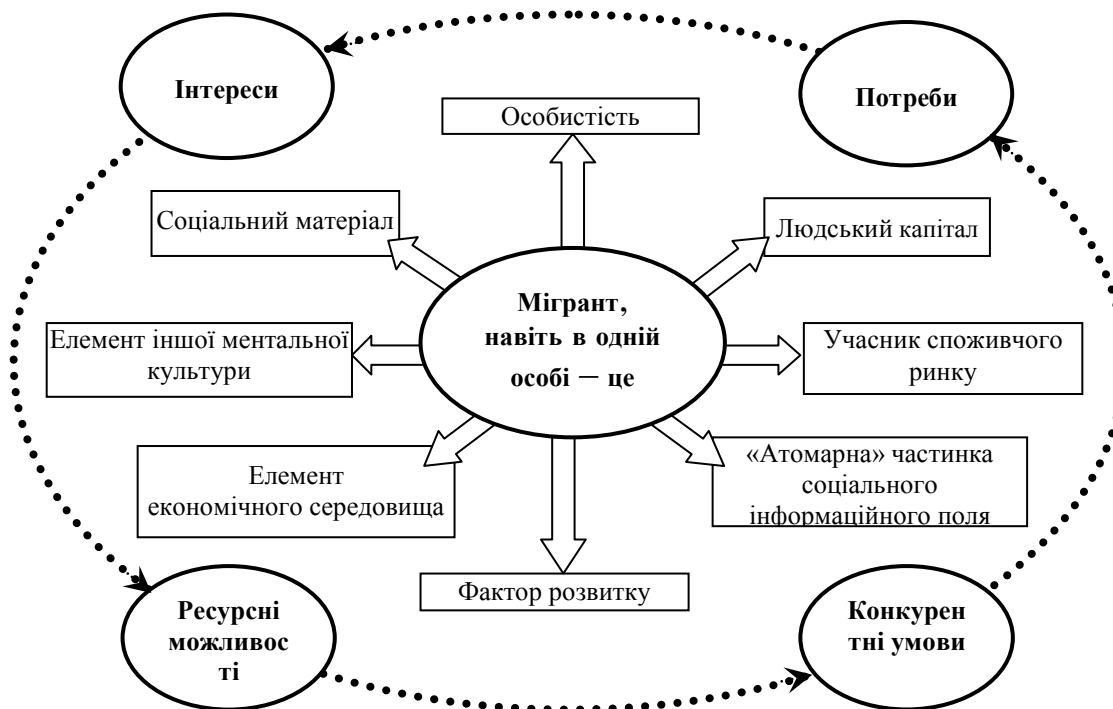 Інтереси
Потреби
Особистість
Соціальний матеріал
Людський капітал
Мігрант,
навіть в одній
особі — це
Елемент іншої ментальної
культури
Учасник споживчого
ринку
Елемент
економічного середовища
«Атомарна» частинка
соціального
інформаційного поля
Фактор розвитку
Ресурсні
можливос
ті
Конкурен
тні умови